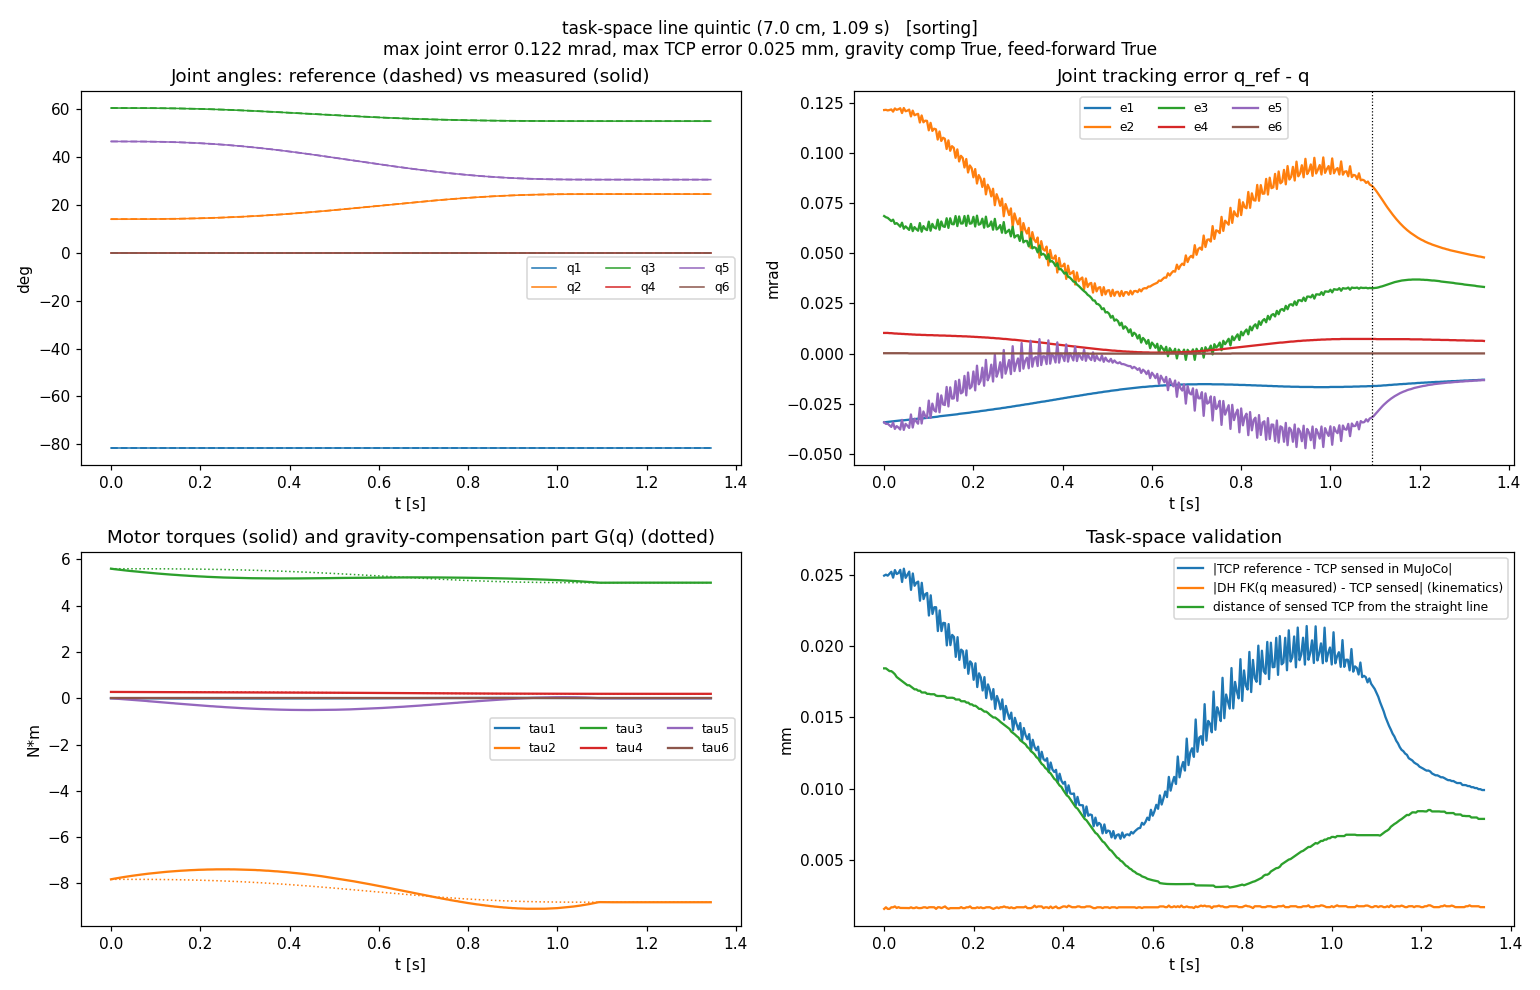 task-space line quintic (7.0 cm, 1.09 s)   [sorting]
max joint error 0.122 mrad, max TCP error 0.025 mm, gravity comp True, feed-forward True
Joint angles: reference (dashed) vs measured (solid)
60
40
20
0
−20
−40
−60
−80
deg
q1 q3 q5
q2 q4 q6
0.0 0.2 0.4 0.6 0.8 1.0 1.2 1.4
t [s]
Joint tracking error q_ref - q
0.125
0.100
0.075
0.050
0.025
0.000
−0.025
−0.050
mrad
e1 e3 e5
e2 e4 e6
0.0 0.2 0.4 0.6 0.8 1.0 1.2 1.4
t [s]
Motor torques (solid) and gravity-compensation part G(q) (dotted)
6
4
2
0
−2
−4
−6
−8
N*m
tau1 tau3 tau5
tau2 tau4 tau6
0.0 0.2 0.4 0.6 0.8 1.0 1.2 1.4
t [s]
Task-space validation
0.025
0.020
0.015
0.010
0.005
mm
|TCP reference - TCP sensed in MuJoCo|
|DH FK(q measured) - TCP sensed| (kinematics)
distance of sensed TCP from the straight line
0.0 0.2 0.4 0.6 0.8 1.0 1.2 1.4
t [s]